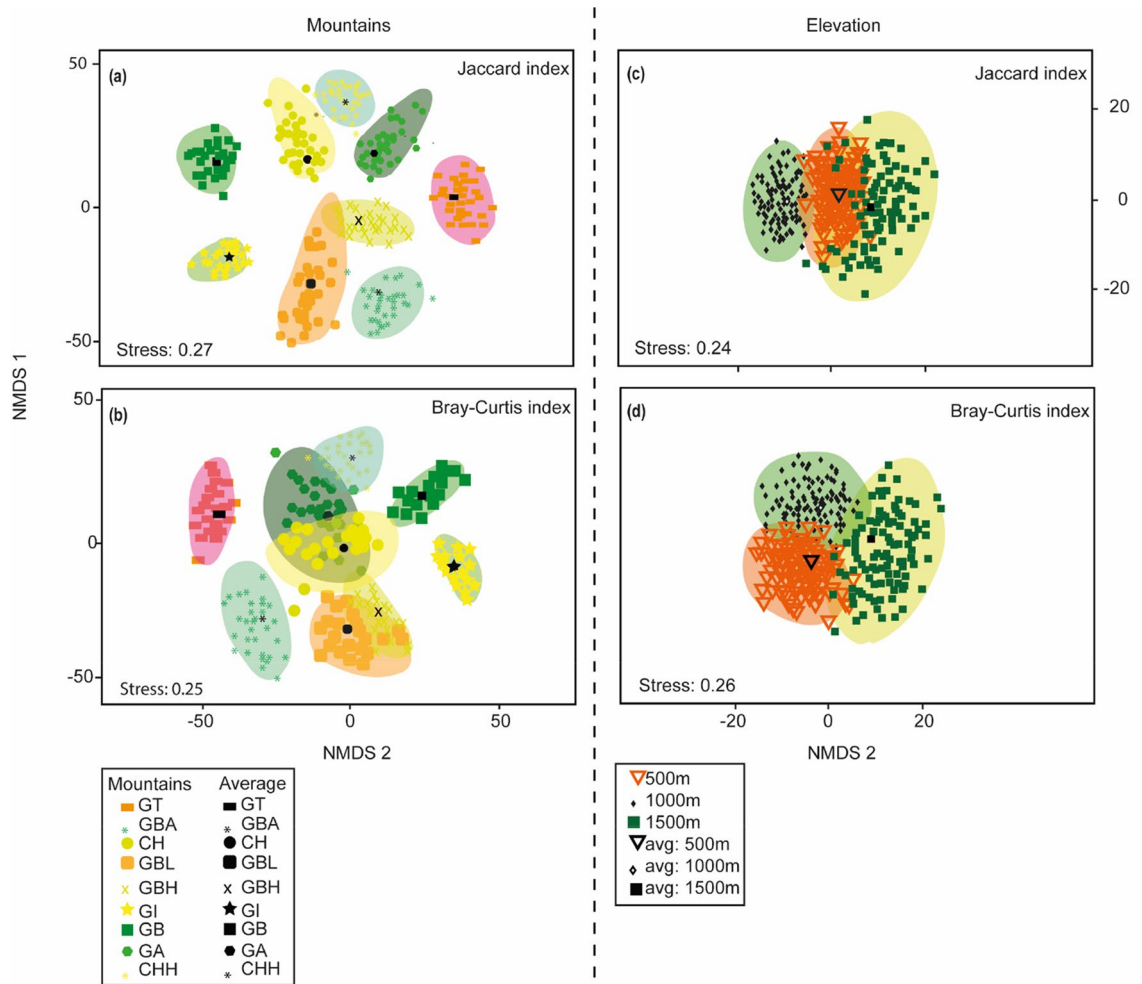 Mountains
Elevation
(a)
Jaccard index
50
0
-50
Stress: 0.27
(c)
Jaccard index
20
0
-20
Stress: 0.24
NMDS 1
(b)
Bray-Curtis index
50
0
-50
Stress: 0.25
-50
0
50
NMDS 2
(d)
Bray-Curtis index
Stress: 0.26
-20
0
20
NMDS 2
Mountains Average
GT GT
GBA GBA
CH CH
GBL GBL
GBH GBH
GI GI
GB GB
GA GA
CHH CHH
500m
1000m
1500m
avg: 500m
avg: 1000m
avg: 1500m